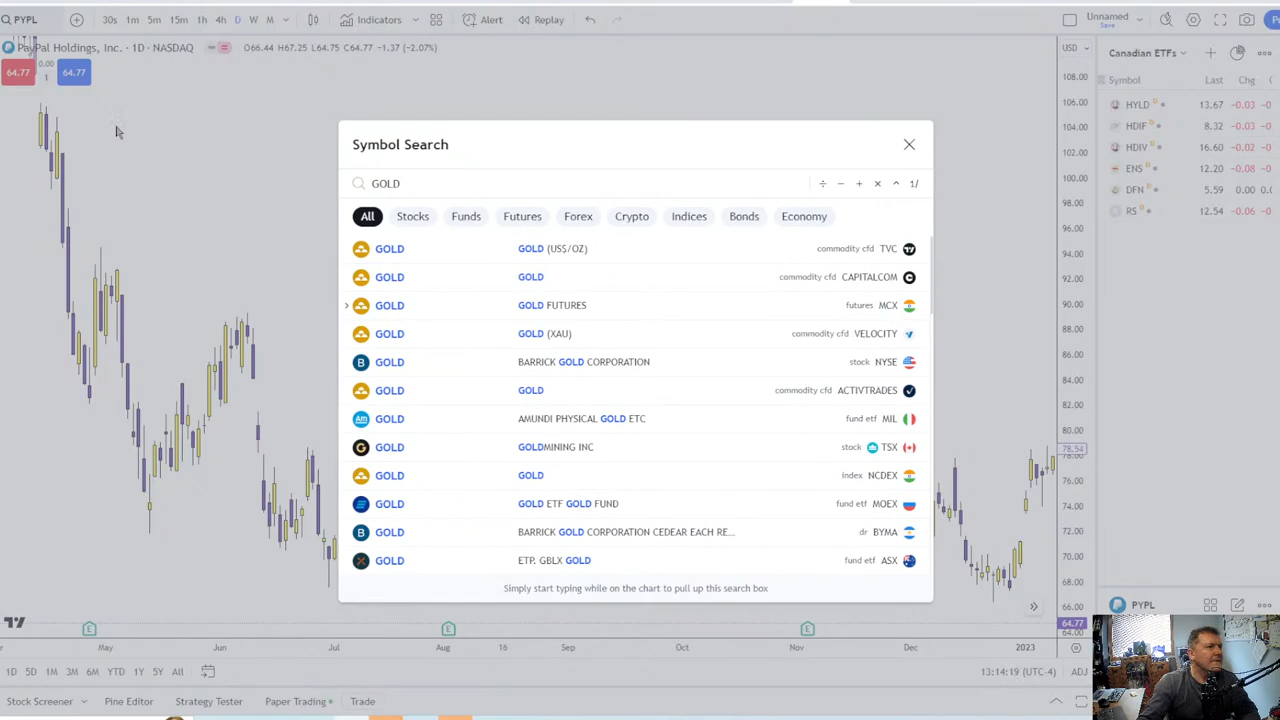 PYPL 30s 1m 5m 15m 1h 4h D W M Indicators Alert Replay Unnamed Save
PayPal Holdings, Inc. · 1D · NASDAQ O66.44 H67.25 L64.75 C64.77 −1.37 (−2.07%)
64.77 0.00 1 64.77
USD
108.00
106.00
104.00
102.00
100.00
98.00
96.00
94.00
92.00
90.00
88.00
86.00
84.00
82.00
80.00
78.54
78.00
76.00
74.00
72.00
70.00
68.00
66.00
64.77
64.00
Symbol Search
GOLD ÷ − + × 1/
All Stocks Funds Futures Forex Crypto Indices Bonds Economy
GOLD GOLD (US$/OZ) commodity cfd TVC
GOLD GOLD commodity cfd CAPITALCOM
GOLD GOLD FUTURES futures MCX
GOLD GOLD (XAU) commodity cfd VELOCITY
GOLD BARRICK GOLD CORPORATION stock NYSE
GOLD GOLD commodity cfd ACTIVTRADES
GOLD AMUNDI PHYSICAL GOLD ETC fund etf MIL
GOLD GOLDMINING INC stock TSX
GOLD GOLD index NCDEX
GOLD GOLD ETF GOLD FUND fund etf MOEX
GOLD BARRICK GOLD CORPORATION CEDEAR EACH RE... dr BYMA
GOLD ETP. GBLX GOLD fund etf ASX
Simply start typing while on the chart to pull up this search box
Canadian ETFs
Symbol Last Chg
HYLD D 13.67 −0.03
HDIF D 8.32 −0.03
HDIV D 16.60 −0.02
ENS D 12.20 −0.08
DFN D 5.59 0.00
RS D 12.54 −0.06
PYPL
E E E
May Jun Jul Aug 16 Sep Oct Nov Dec 2023
1D 5D 1M 3M 6M YTD 1Y 5Y All 13:14:19 (UTC-4) ADJ
Stock Screener Pine Editor Strategy Tester Paper Trading Trade